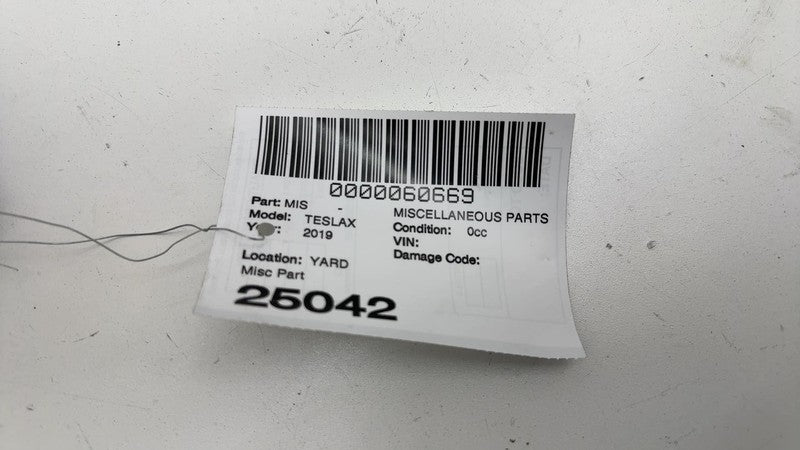 0000060669
Part: MIS - MISCELLANEOUS PARTS
Model: TESLAX Condition: 0cc
2019 VIN:
Location: YARD Damage Code:
Misc Part
25042